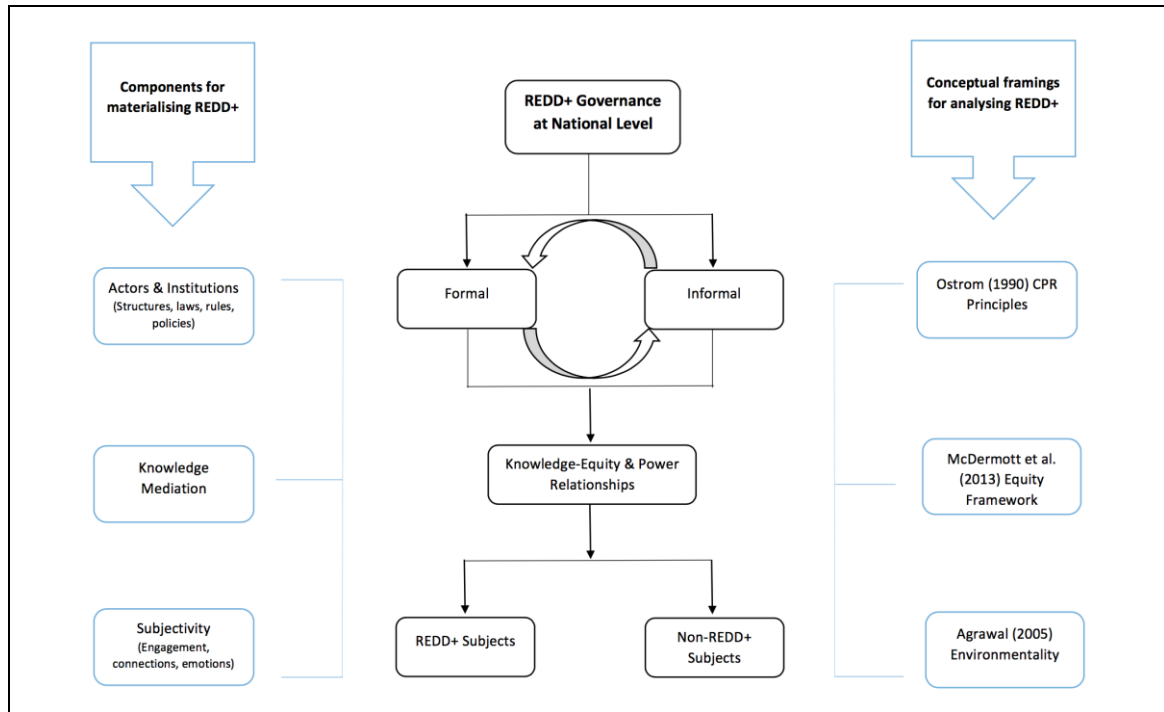 Components for
materialising REDD+
REDD+ Governance
at National Level
Conceptual framings
for analysing REDD+
Actors & Institutions
(Structures, laws, rules,
policies)
Formal
Informal
Ostrom (1990) CPR
Principles
Knowledge
Mediation
Knowledge-Equity & Power
Relationships
McDermott et al.
(2013) Equity
Framework
Subjectivity
(Engagement,
connections, emotions)
REDD+ Subjects
Non-REDD+
Subjects
Agrawal (2005)
Environmentality